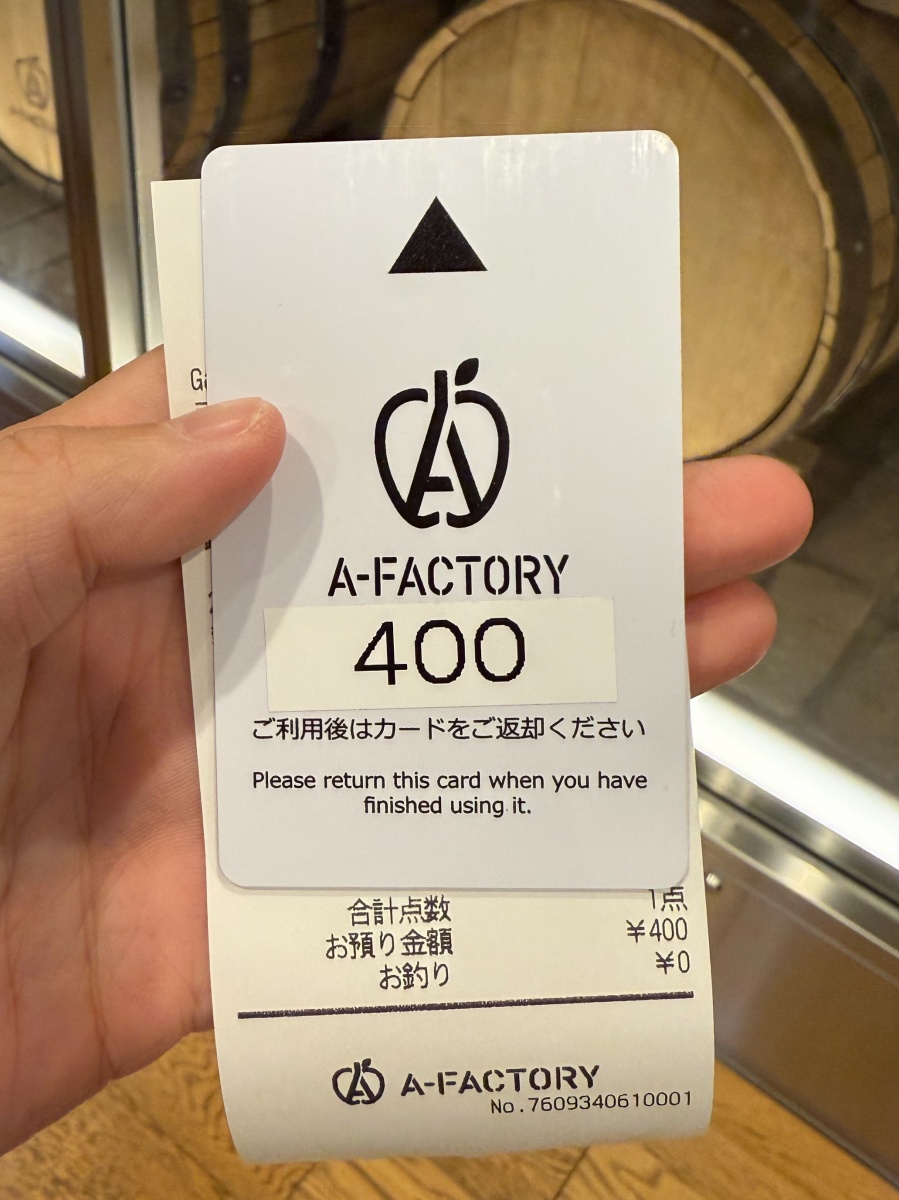 A-FACTORY
400
ご利用後はカードをご返却ください
Please return this card when you have
finished using it.
合計点数 1点
お預り金額 ¥400
お釣り ¥0
A-FACTORY
No.7609340610001